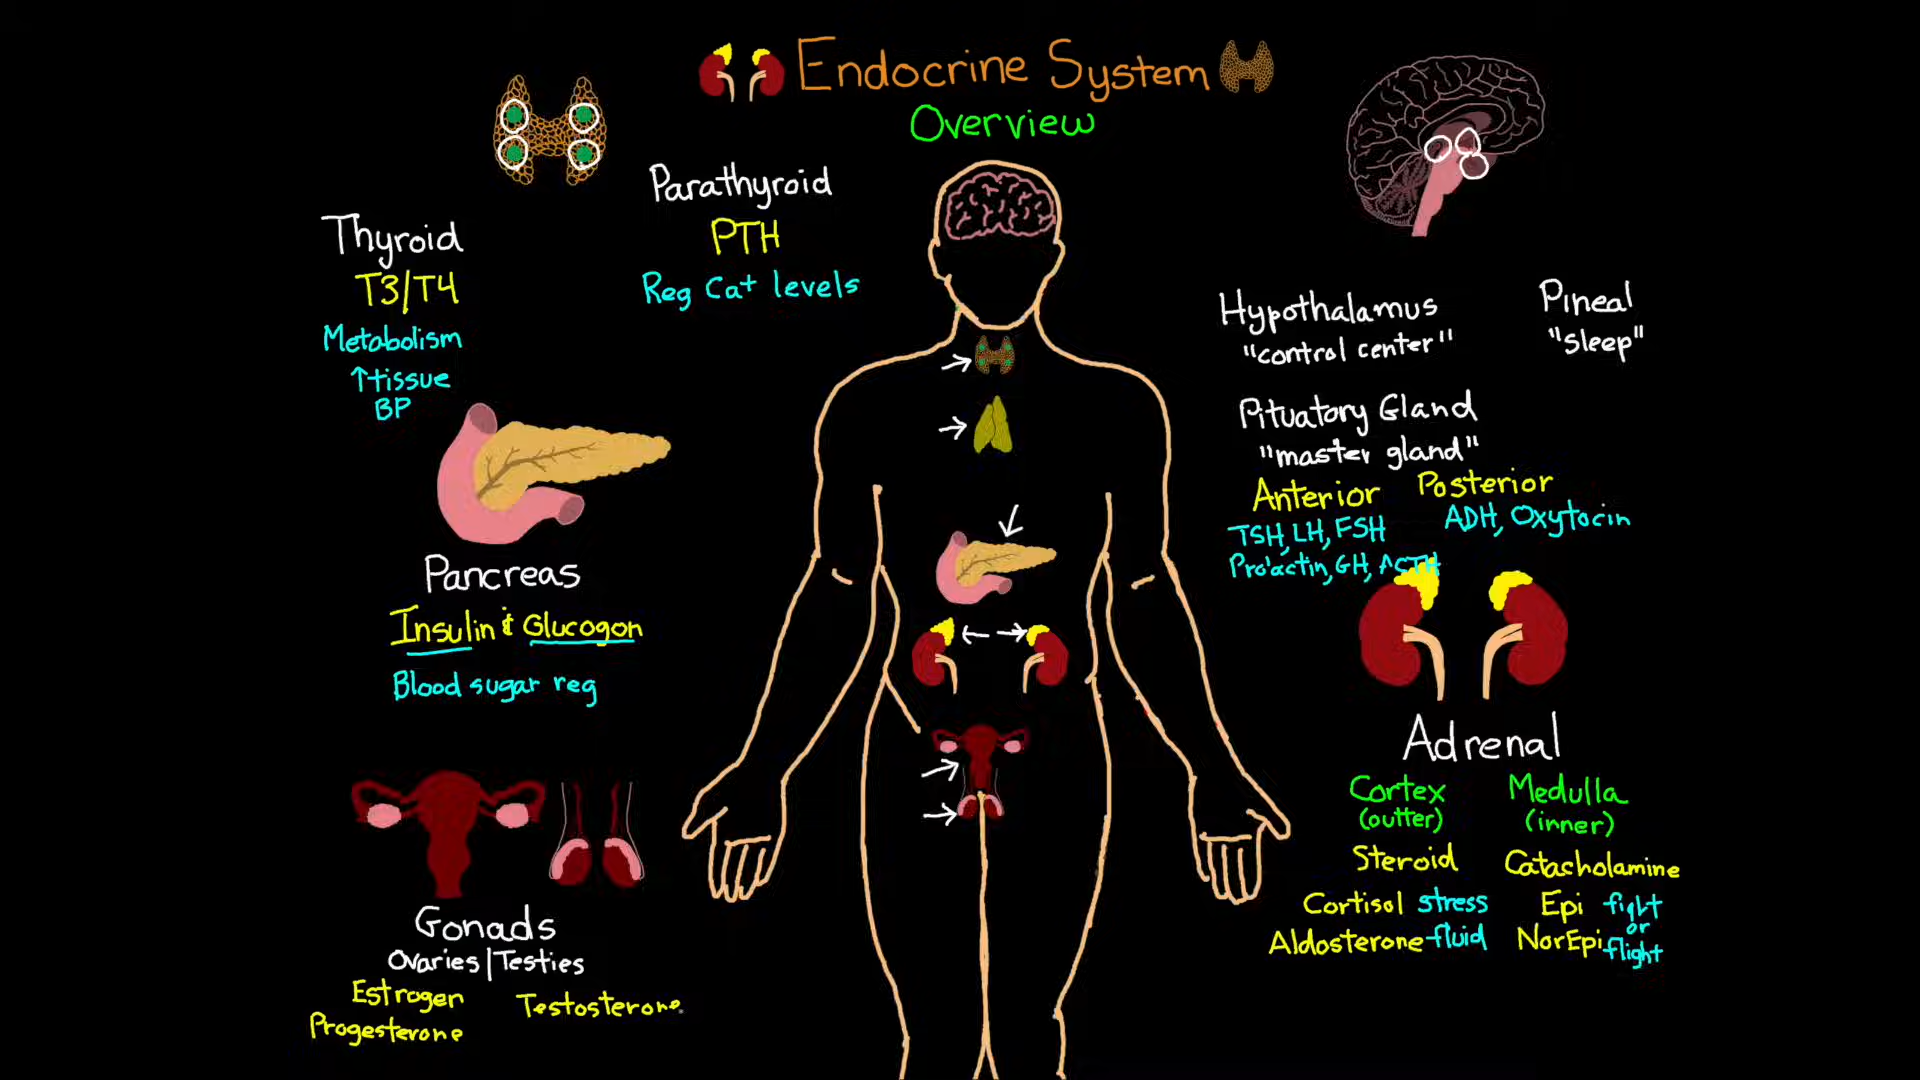 Endocrine System
Overview
Thyroid
T3/T4
Metabolism
↑tissue
BP
Parathyroid
PTH
Reg Ca+ levels
Hypothalamus
"control center"
Pineal
"sleep"
Pituatory Gland
"master gland"
Anterior
TSH, LH, FSH
Prolactin, GH, ACTH
Posterior
ADH, Oxytocin
Pancreas
Insulin & Glucogon
Blood sugar reg
Adrenal
Cortex
(outter)
Steroid
Cortisol stress
Aldosterone fluid
Medulla
(inner)
Catacholamine
Epi
NorEpi
fight
or
flight
Gonads
Ovaries|Testies
Estrogen
Progesterone
Testosterone